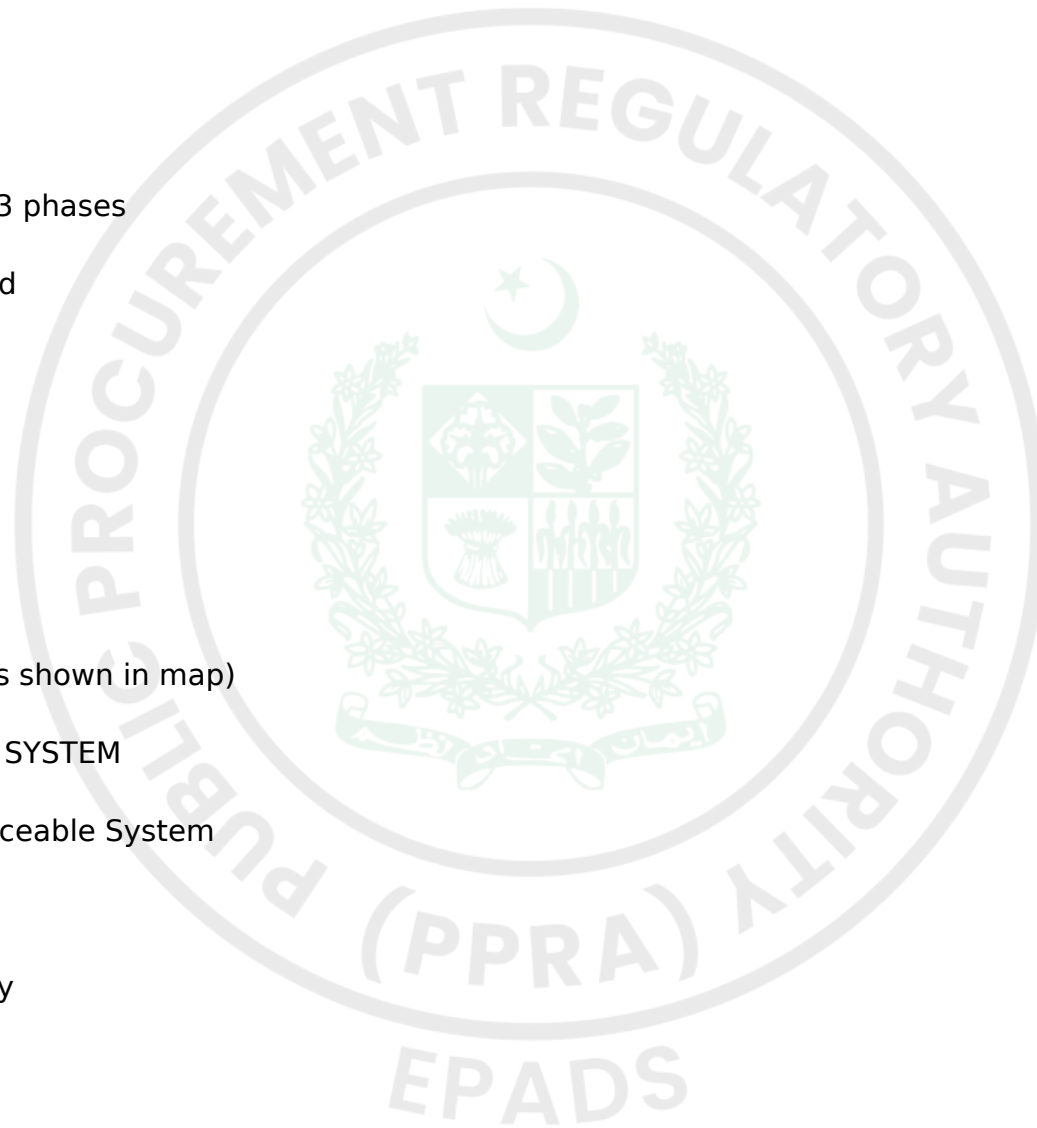 3 phases
d
s shown in map)
SYSTEM
ceable System
y
PUBLIC PROCUREMENT REGULATORY AUTHORITY
(PPRA)
EPADS